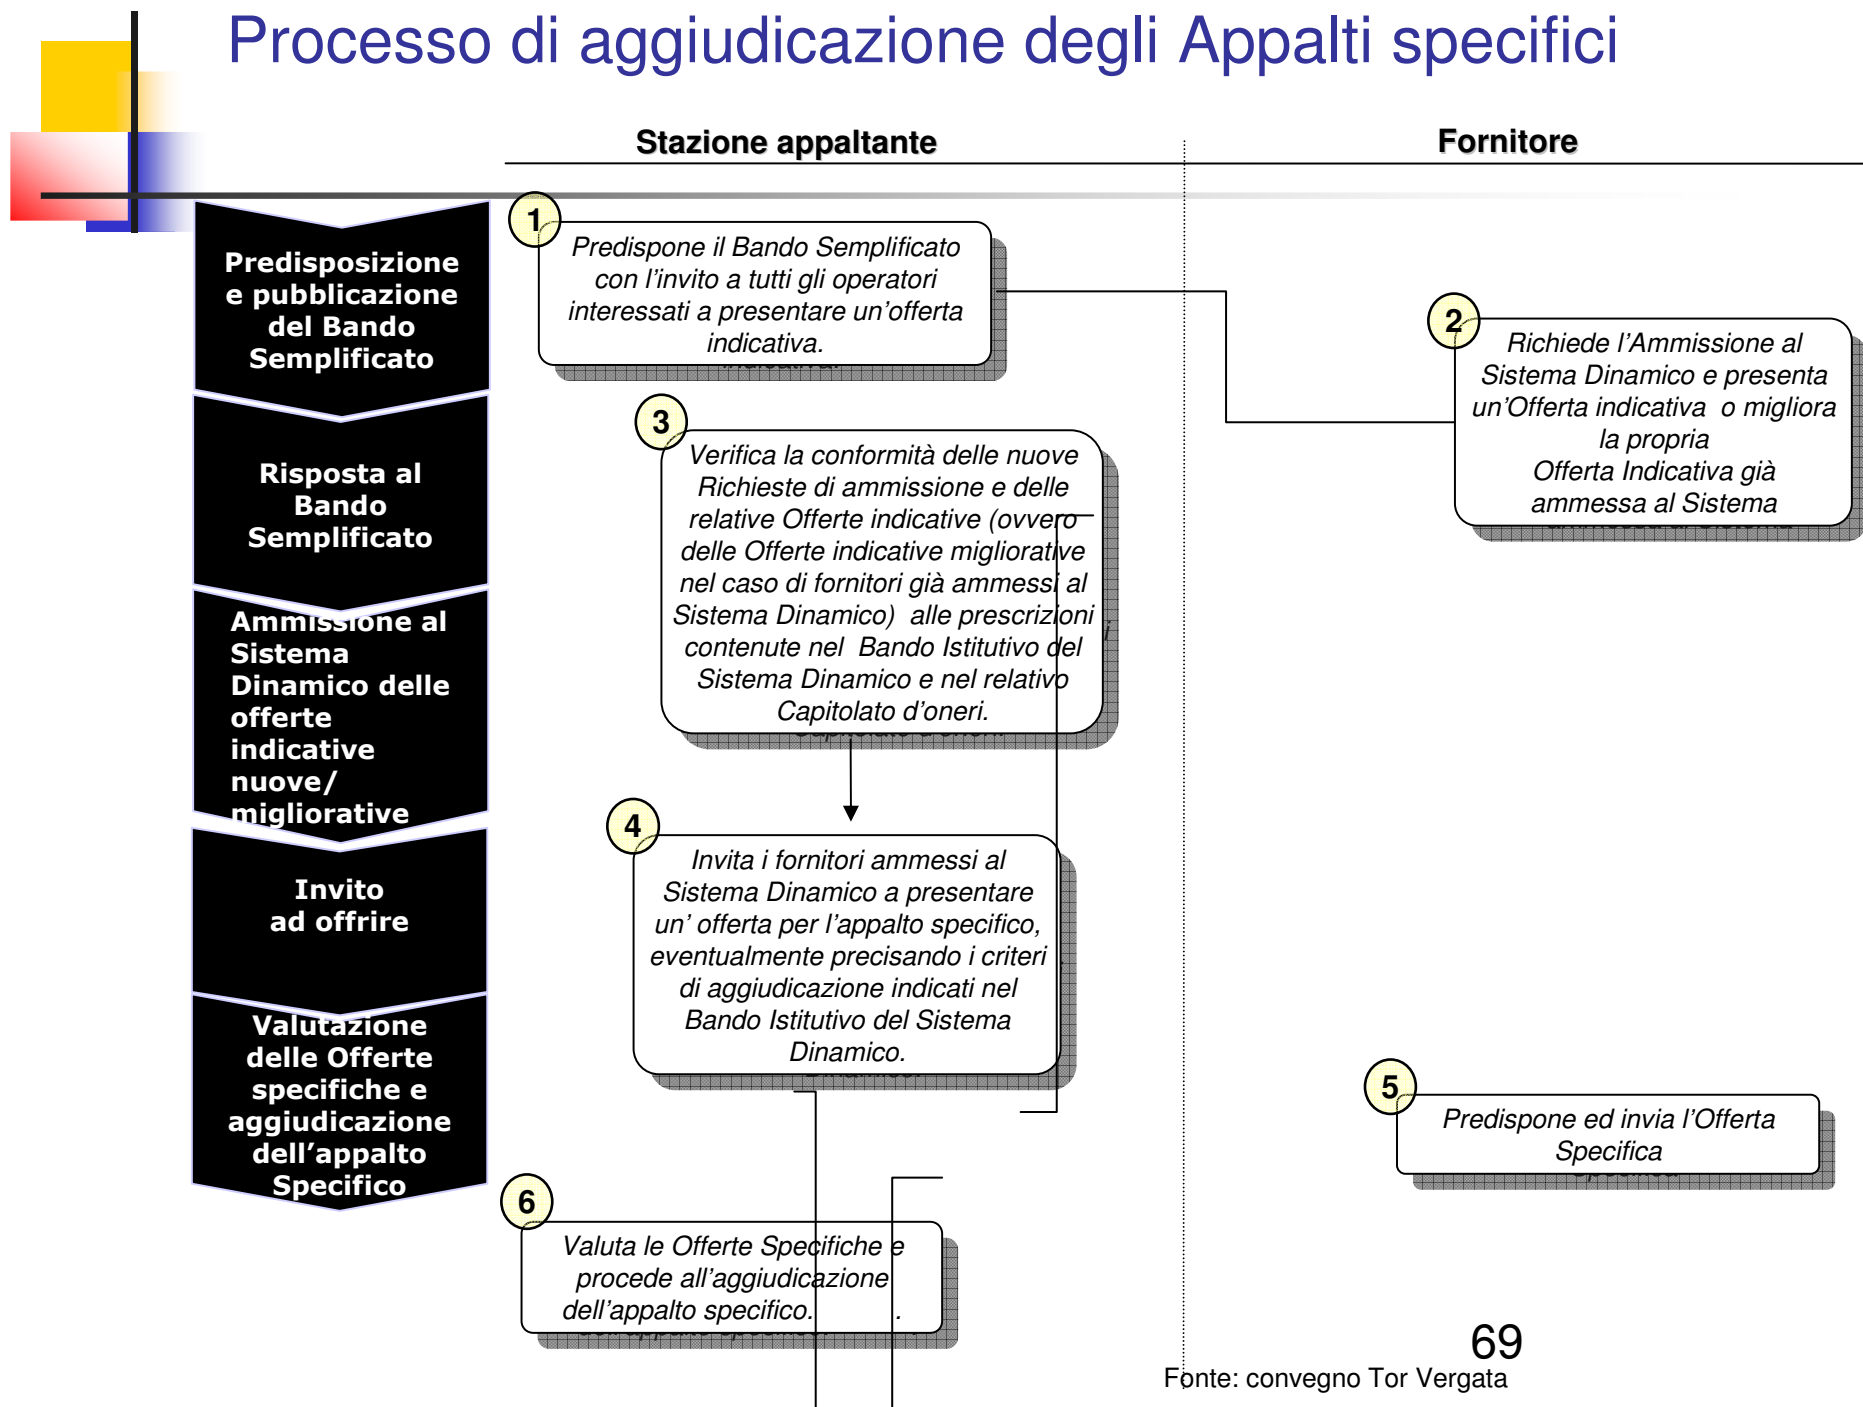 Processo di aggiudicazione degli Appalti specifici
Stazione appaltante
Fornitore
Predisposizione
e pubblicazione
del Bando
Semplificato
Risposta al
Bando
Semplificato
Ammissione al
Sistema
Dinamico delle
offerte
indicative
nuove/
migliorative
Invito
ad offrire
Valutazione
delle Offerte
specifiche e
aggiudicazione
dell'appalto
Specifico
1
Predispone il Bando Semplificato
con l'invito a tutti gli operatori
interessati a presentare un'offerta
indicativa.
2
Richiede l'Ammissione al
Sistema Dinamico e presenta
un'Offerta indicativa o migliora
la propria
Offerta Indicativa già
ammessa al Sistema
3
Verifica la conformità delle nuove
Richieste di ammissione e delle
relative Offerte indicative (ovvero
delle Offerte indicative migliorative
nel caso di fornitori già ammessi al
Sistema Dinamico) alle prescrizioni
contenute nel Bando Istitutivo del
Sistema Dinamico e nel relativo
Capitolato d'oneri.
4
Invita i fornitori ammessi al
Sistema Dinamico a presentare
un' offerta per l'appalto specifico,
eventualmente precisando i criteri
di aggiudicazione indicati nel
Bando Istitutivo del Sistema
Dinamico.
5
Predispone ed invia l'Offerta
Specifica
6
Valuta le Offerte Specifiche e
procede all'aggiudicazione
dell'appalto specifico. .
69
Fonte: convegno Tor Vergata